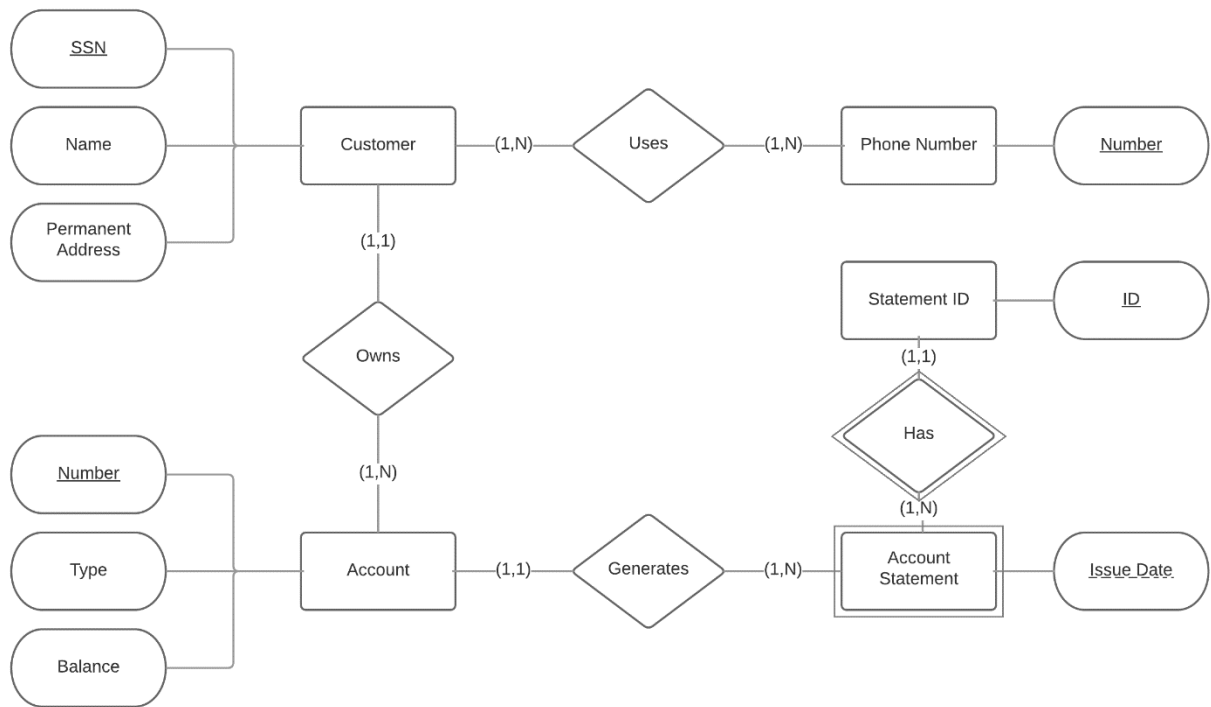 SSN
Name
Customer
(1,N)
Uses
(1,N)
Phone Number
Number
Permanent
Address
(1,1)
Statement ID
ID
Owns
(1,1)
Has
Number
(1,N)
(1,N)
Type
Account
(1,1)
Generates
(1,N)
Account
Statement
Issue Date
Balance